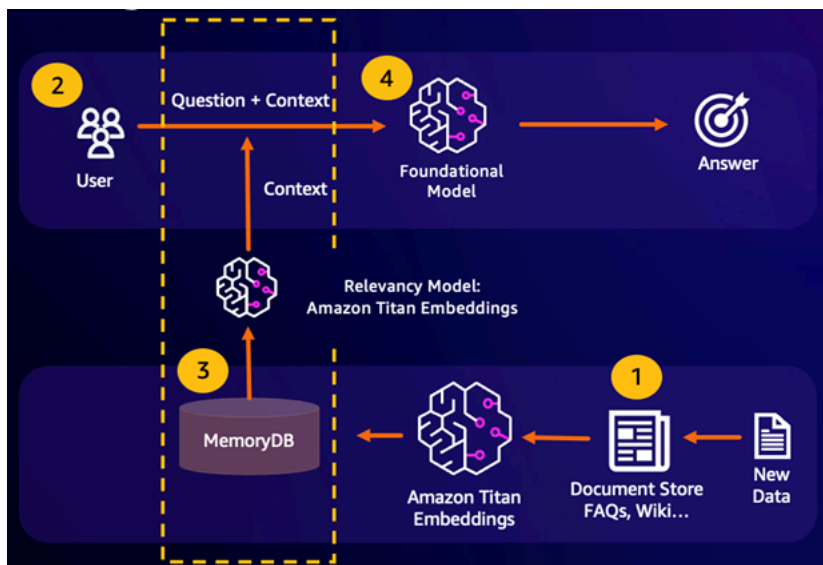 2
Question + Context
4
User
Foundational
Model
Answer
Context
Relevancy Model:
Amazon Titan Embeddings
3
1
MemoryDB
Amazon Titan
Embeddings
Document Store
FAQs, Wiki...
New
Data